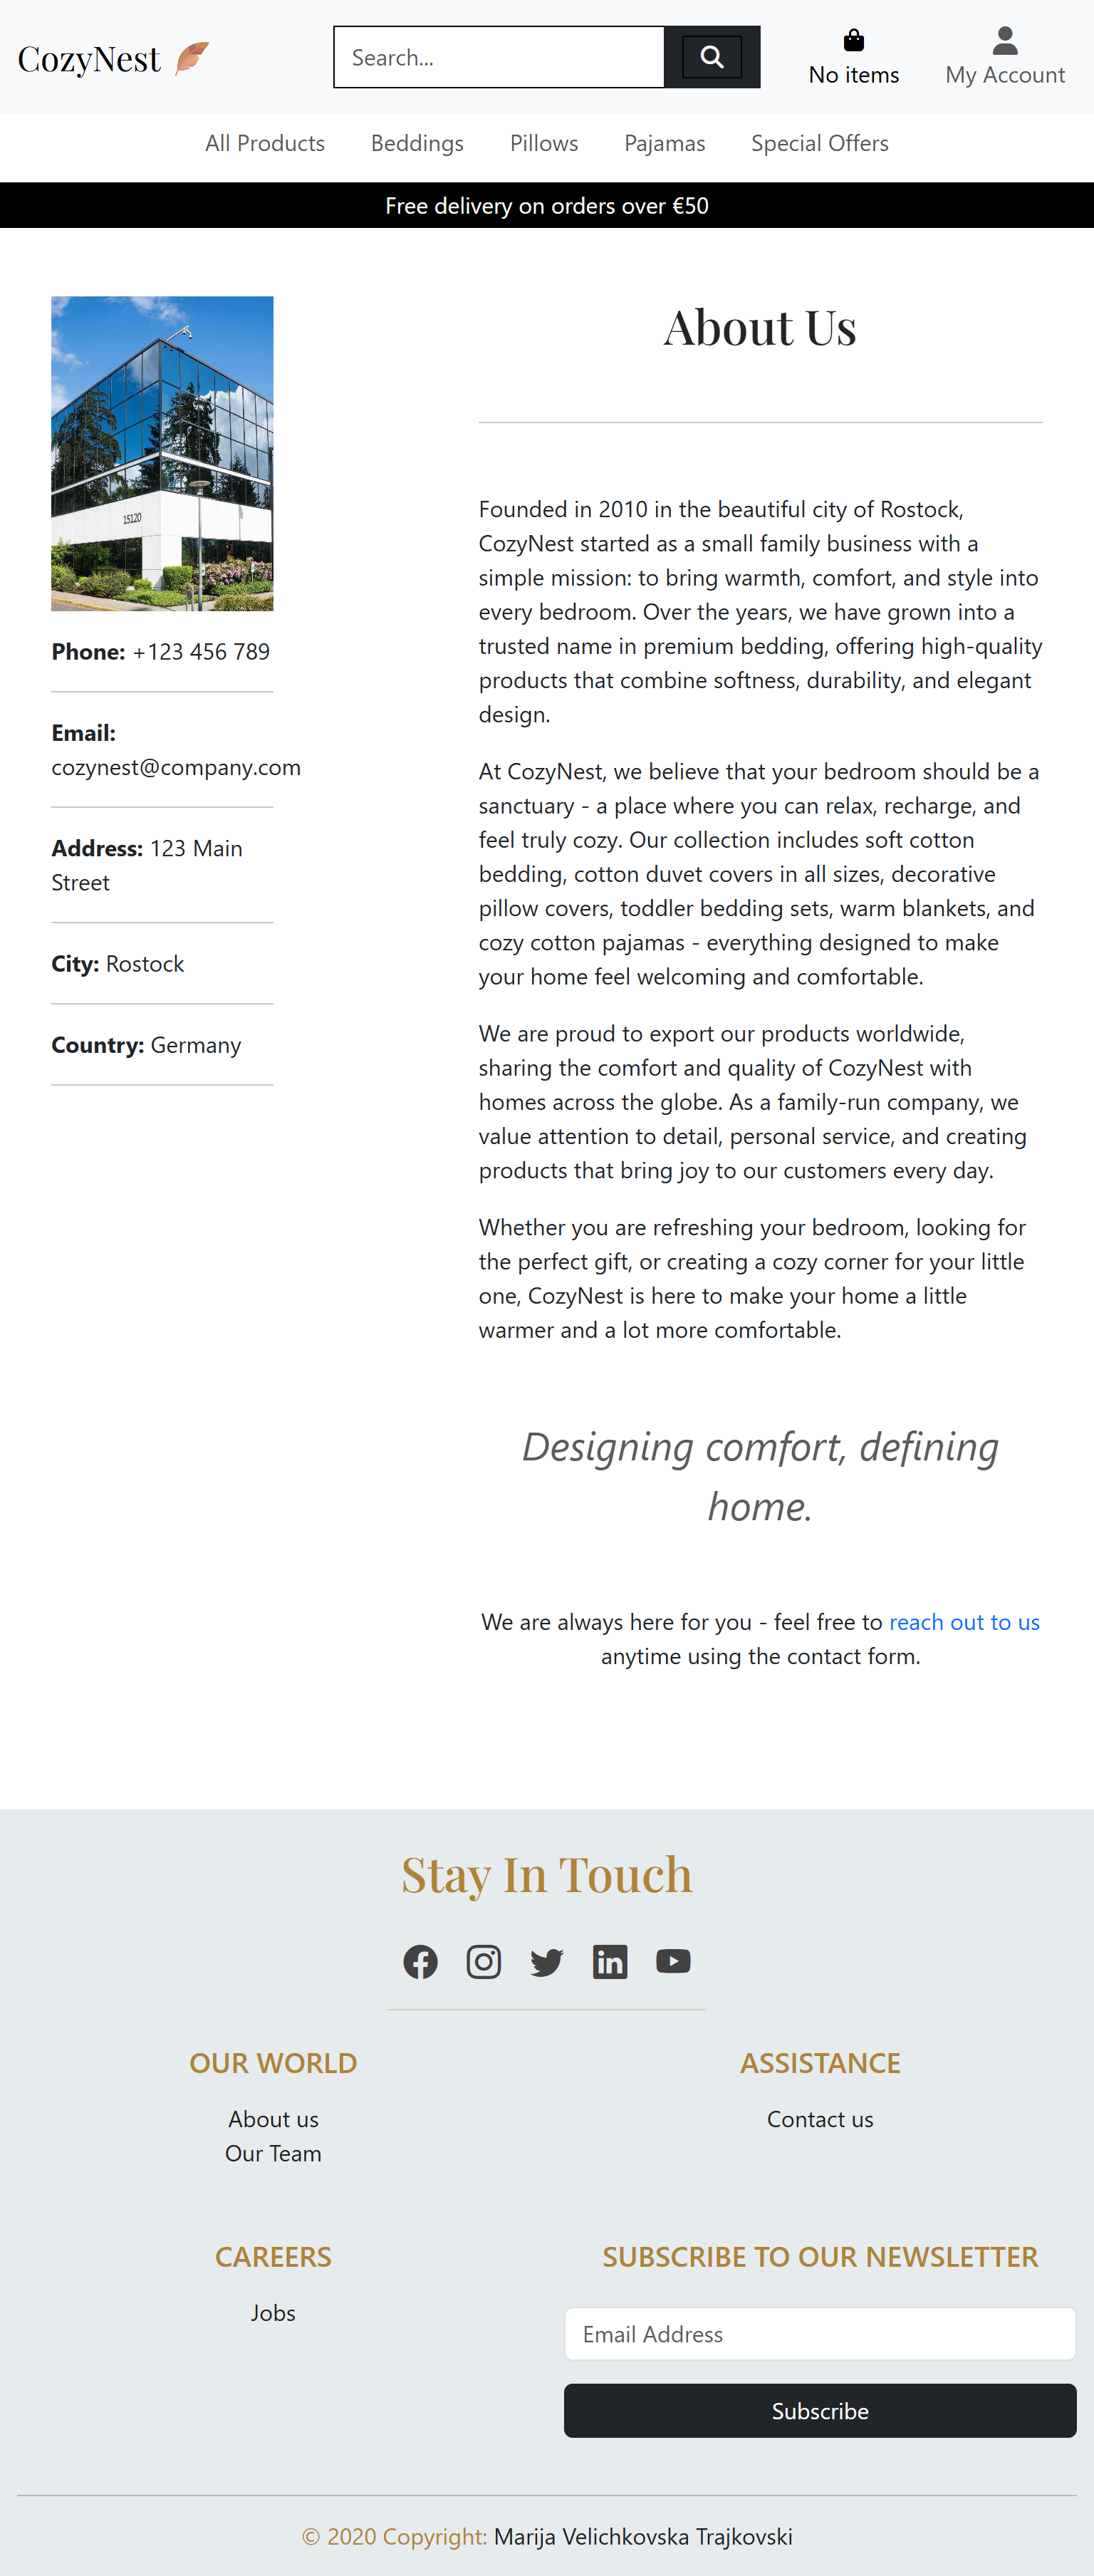 CozyNest
Search...
No items
My Account
All Products
Beddings
Pillows
Pajamas
Special Offers
Free delivery on orders over €50
15120
Phone: +123 456 789
Email:
cozynest@company.com
Address: 123 Main
Street
City: Rostock
Country: Germany
About Us
Founded in 2010 in the beautiful city of Rostock,
CozyNest started as a small family business with a
simple mission: to bring warmth, comfort, and style into
every bedroom. Over the years, we have grown into a
trusted name in premium bedding, offering high-quality
products that combine softness, durability, and elegant
design.
At CozyNest, we believe that your bedroom should be a
sanctuary - a place where you can relax, recharge, and
feel truly cozy. Our collection includes soft cotton
bedding, cotton duvet covers in all sizes, decorative
pillow covers, toddler bedding sets, warm blankets, and
cozy cotton pajamas - everything designed to make
your home feel welcoming and comfortable.
We are proud to export our products worldwide,
sharing the comfort and quality of CozyNest with
homes across the globe. As a family-run company, we
value attention to detail, personal service, and creating
products that bring joy to our customers every day.
Whether you are refreshing your bedroom, looking for
the perfect gift, or creating a cozy corner for your little
one, CozyNest is here to make your home a little
warmer and a lot more comfortable.
Designing comfort, defining
home.
We are always here for you - feel free to reach out to us
anytime using the contact form.
Stay In Touch
OUR WORLD
About us
Our Team
ASSISTANCE
Contact us
CAREERS
Jobs
SUBSCRIBE TO OUR NEWSLETTER
Email Address
Subscribe
© 2020 Copyright: Marija Velichkovska Trajkovski